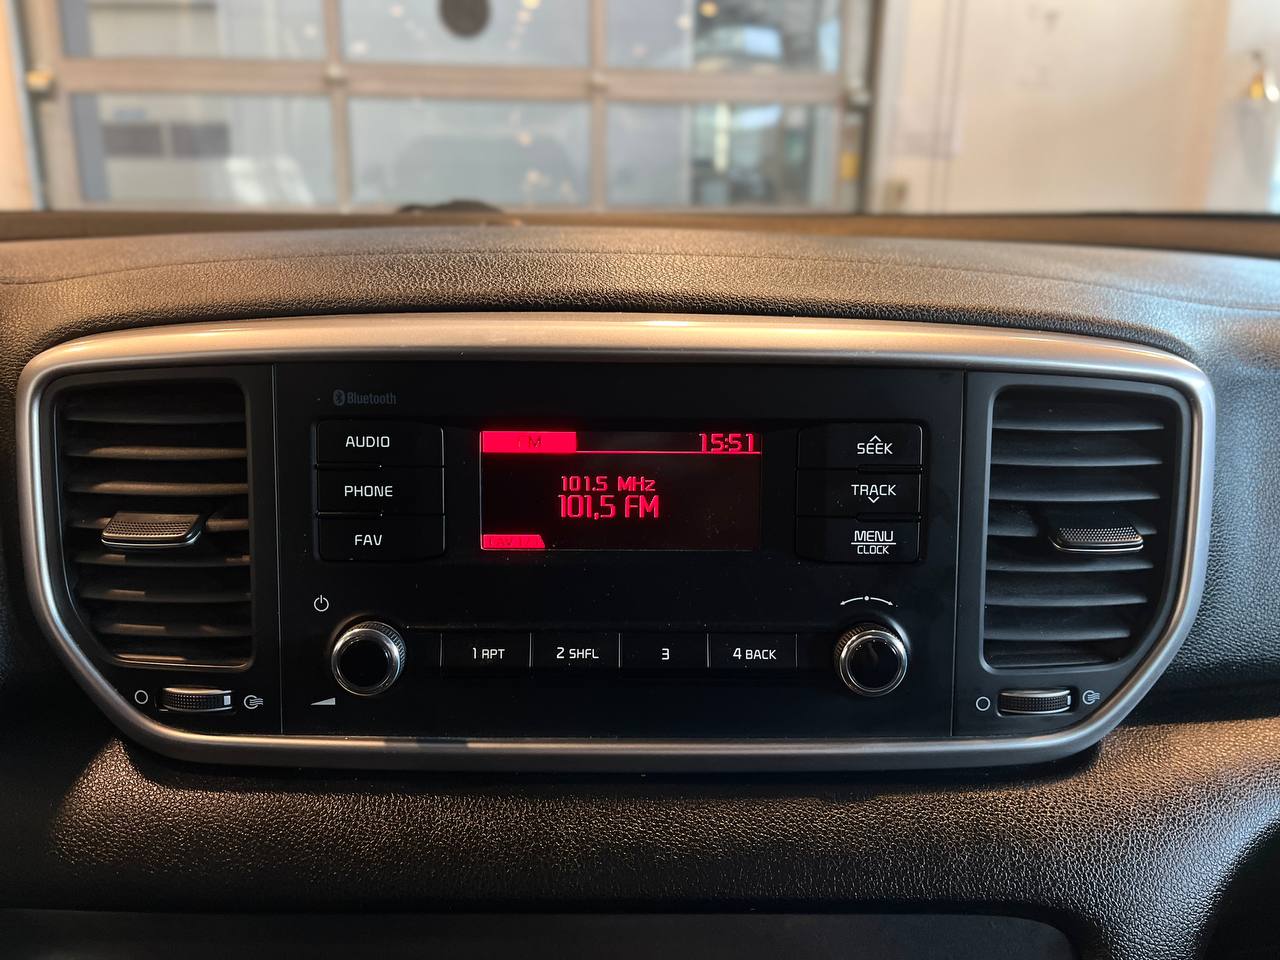 Bluetooth
AUDIO
PHONE
FAV
FM 15:51
101.5 MHz
101,5 FM
SEEK
TRACK
MENU
CLOCK
1 RPT
2 SHFL
3
4 BACK